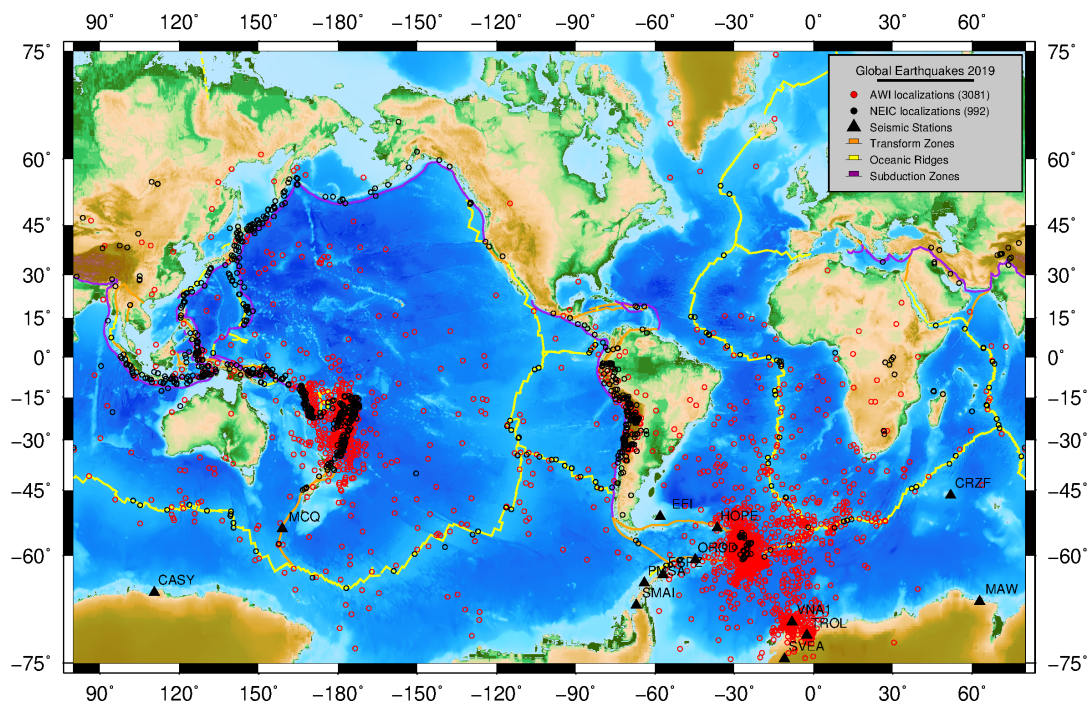 90° 120° 150° −180° −150° −120° −90° −60° −30° 0° 30° 60°
75° 75°
Global Earthquakes 2019
AWI localizations (3081)
NEIC localizations (992)
Seismic Stations
Transform Zones
Oceanic Ridges
Subduction Zones
60° 60°
45° 45°
30° 30°
15° 15°
0° 0°
−15° −15°
−30° −30°
−45° −45°
CRZF
EFI
HOPE
MCQ
−60° −60°
PMSA
CASY
SMAI
MAW
VNA1
TROL
SVEA
−75° −75°
90° 120° 150° −180° −150° −120° −90° −60° −30° 0° 30° 60°